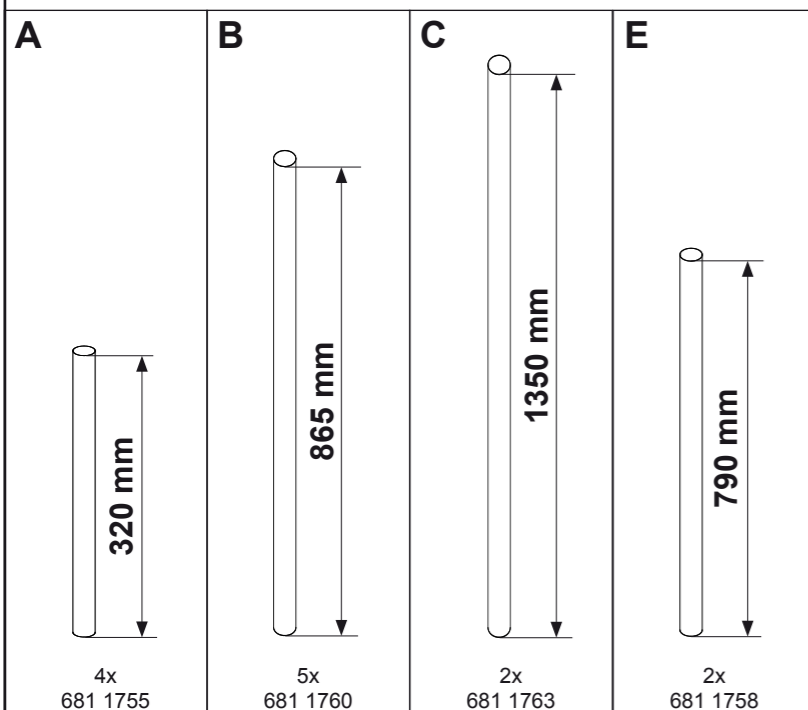 A
320 mm
4x
681 1755
B
865 mm
5x
681 1760
C
1350 mm
2x
681 1763
E
790 mm
2x
681 1758